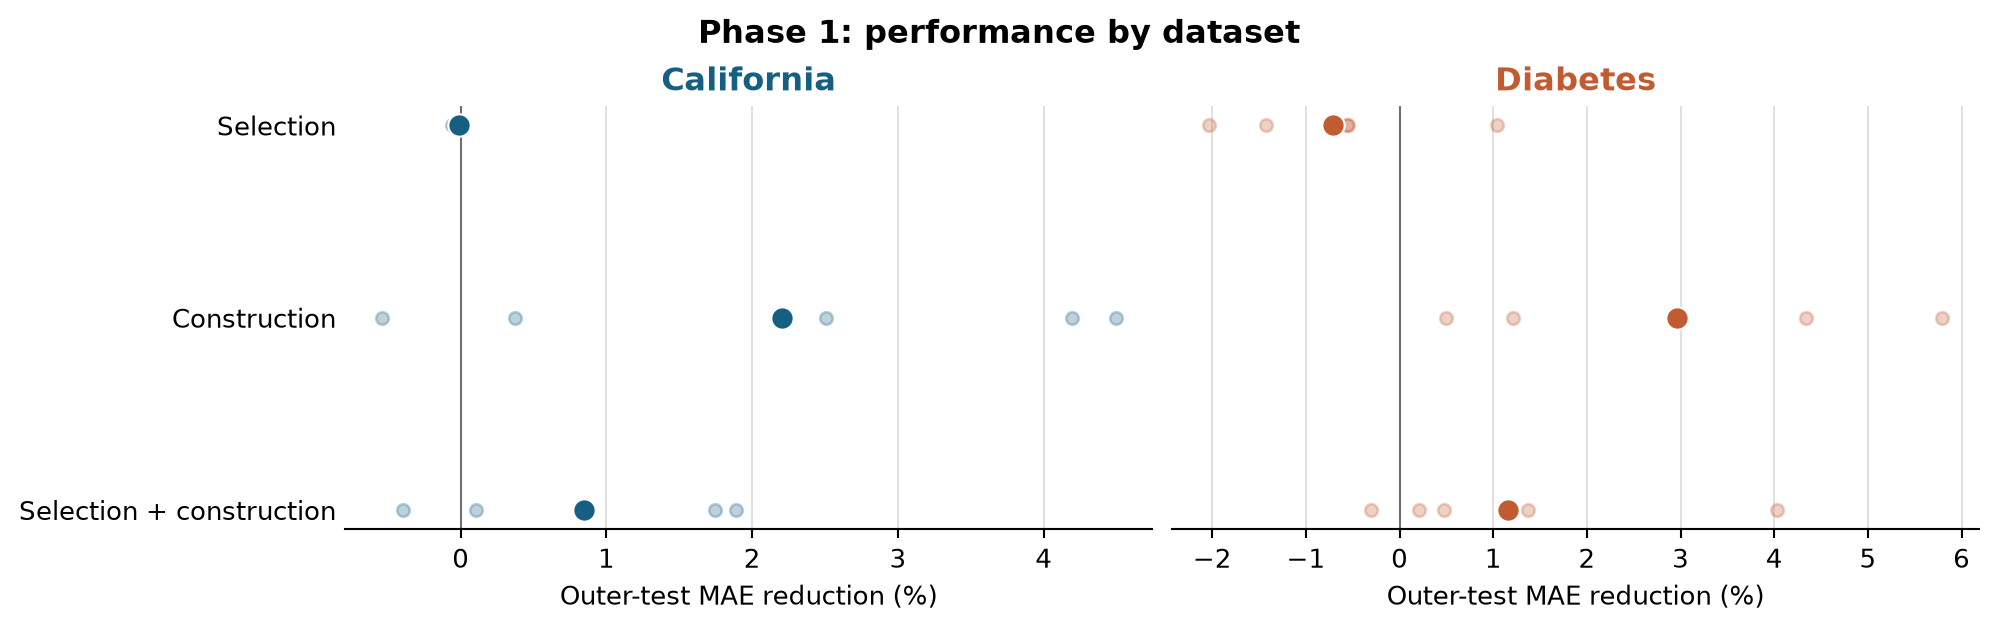 Phase 1: performance by dataset
California
Diabetes
Selection
Construction
Selection + construction
0 1 2 3 4
−2 −1 0 1 2 3 4 5 6
Outer-test MAE reduction (%)
Outer-test MAE reduction (%)